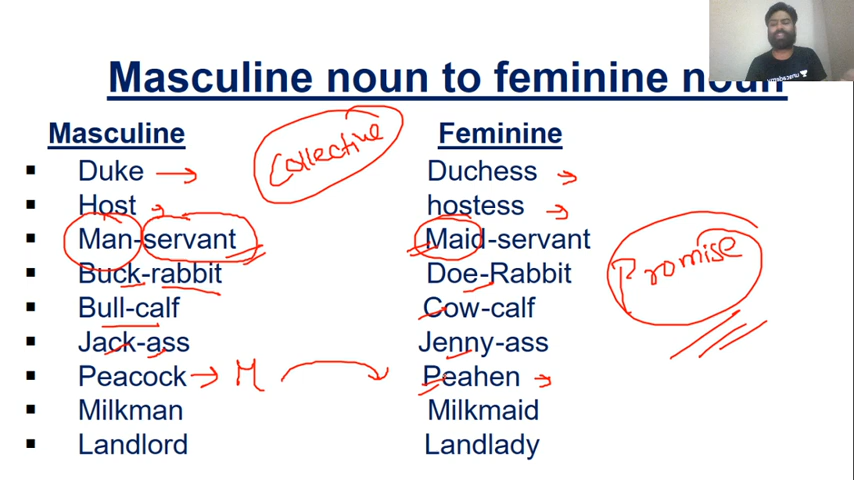 Masculine noun to feminine noun
Masculine Feminine
Collective
▪ Duke → Duchess →
▪ Host → hostess →
▪ Man-servant Maid-servant
▪ Buck-rabbit Doe-Rabbit
Promise
▪ Bull-calf Cow-calf
▪ Jack-ass Jenny-ass
▪ Peacock → M Peahen →
▪ Milkman Milkmaid
▪ Landlord Landlady